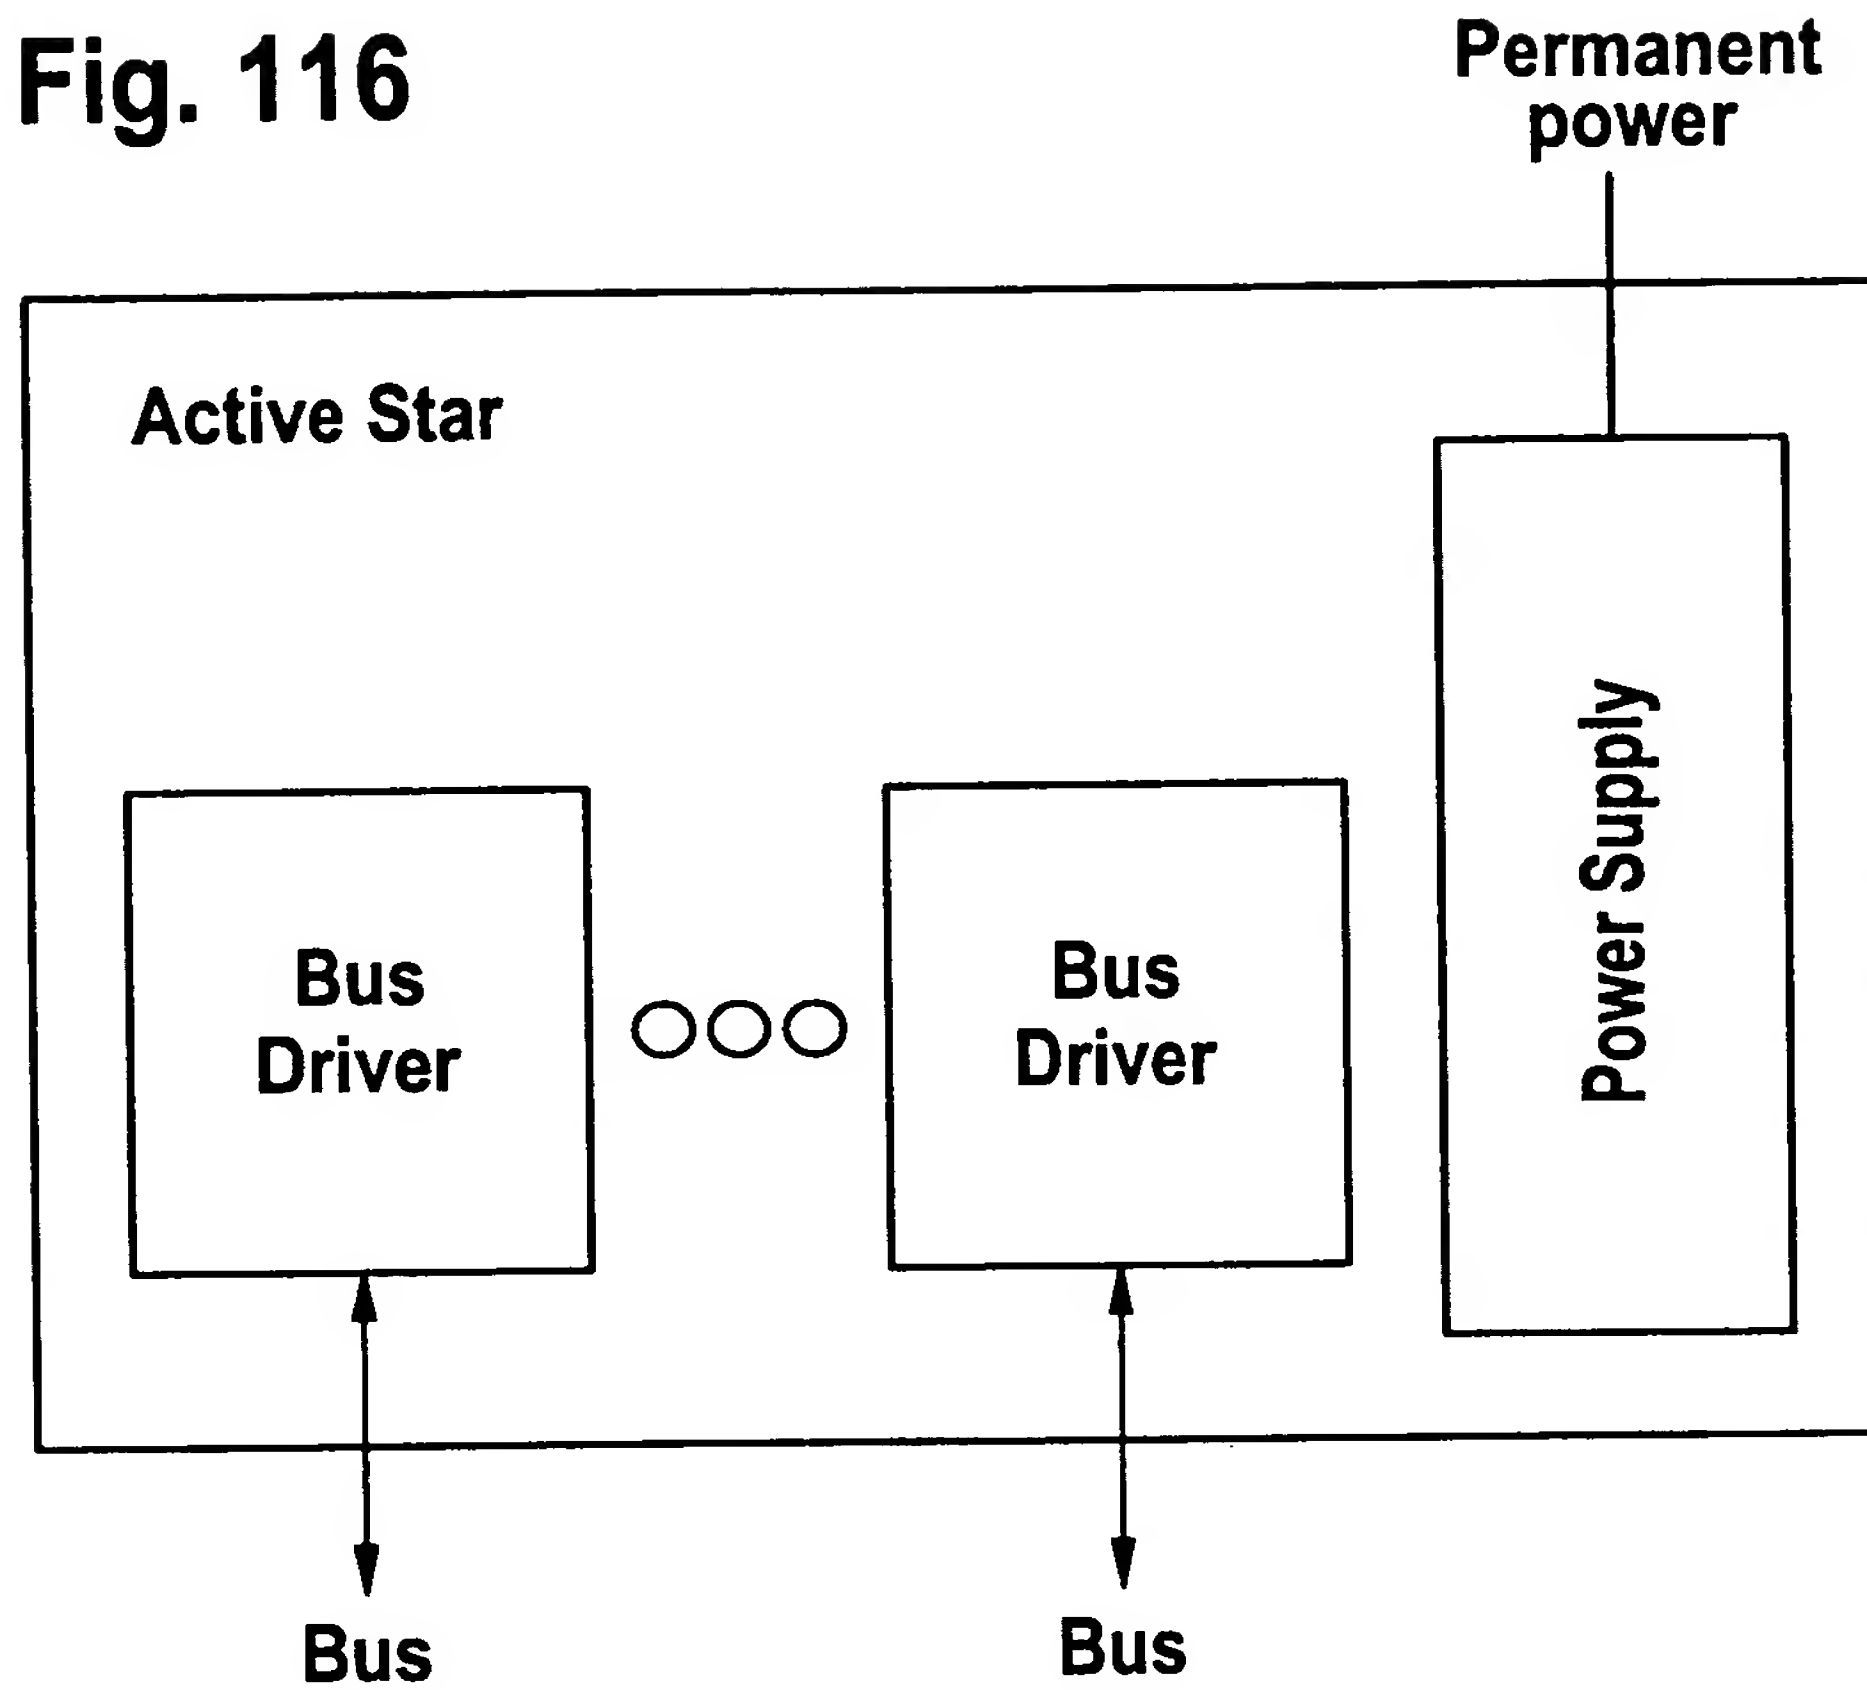 Fig. 116
Permanent
power
Active Star
Bus
Driver
Bus
Driver
Power Supply
Bus
Bus